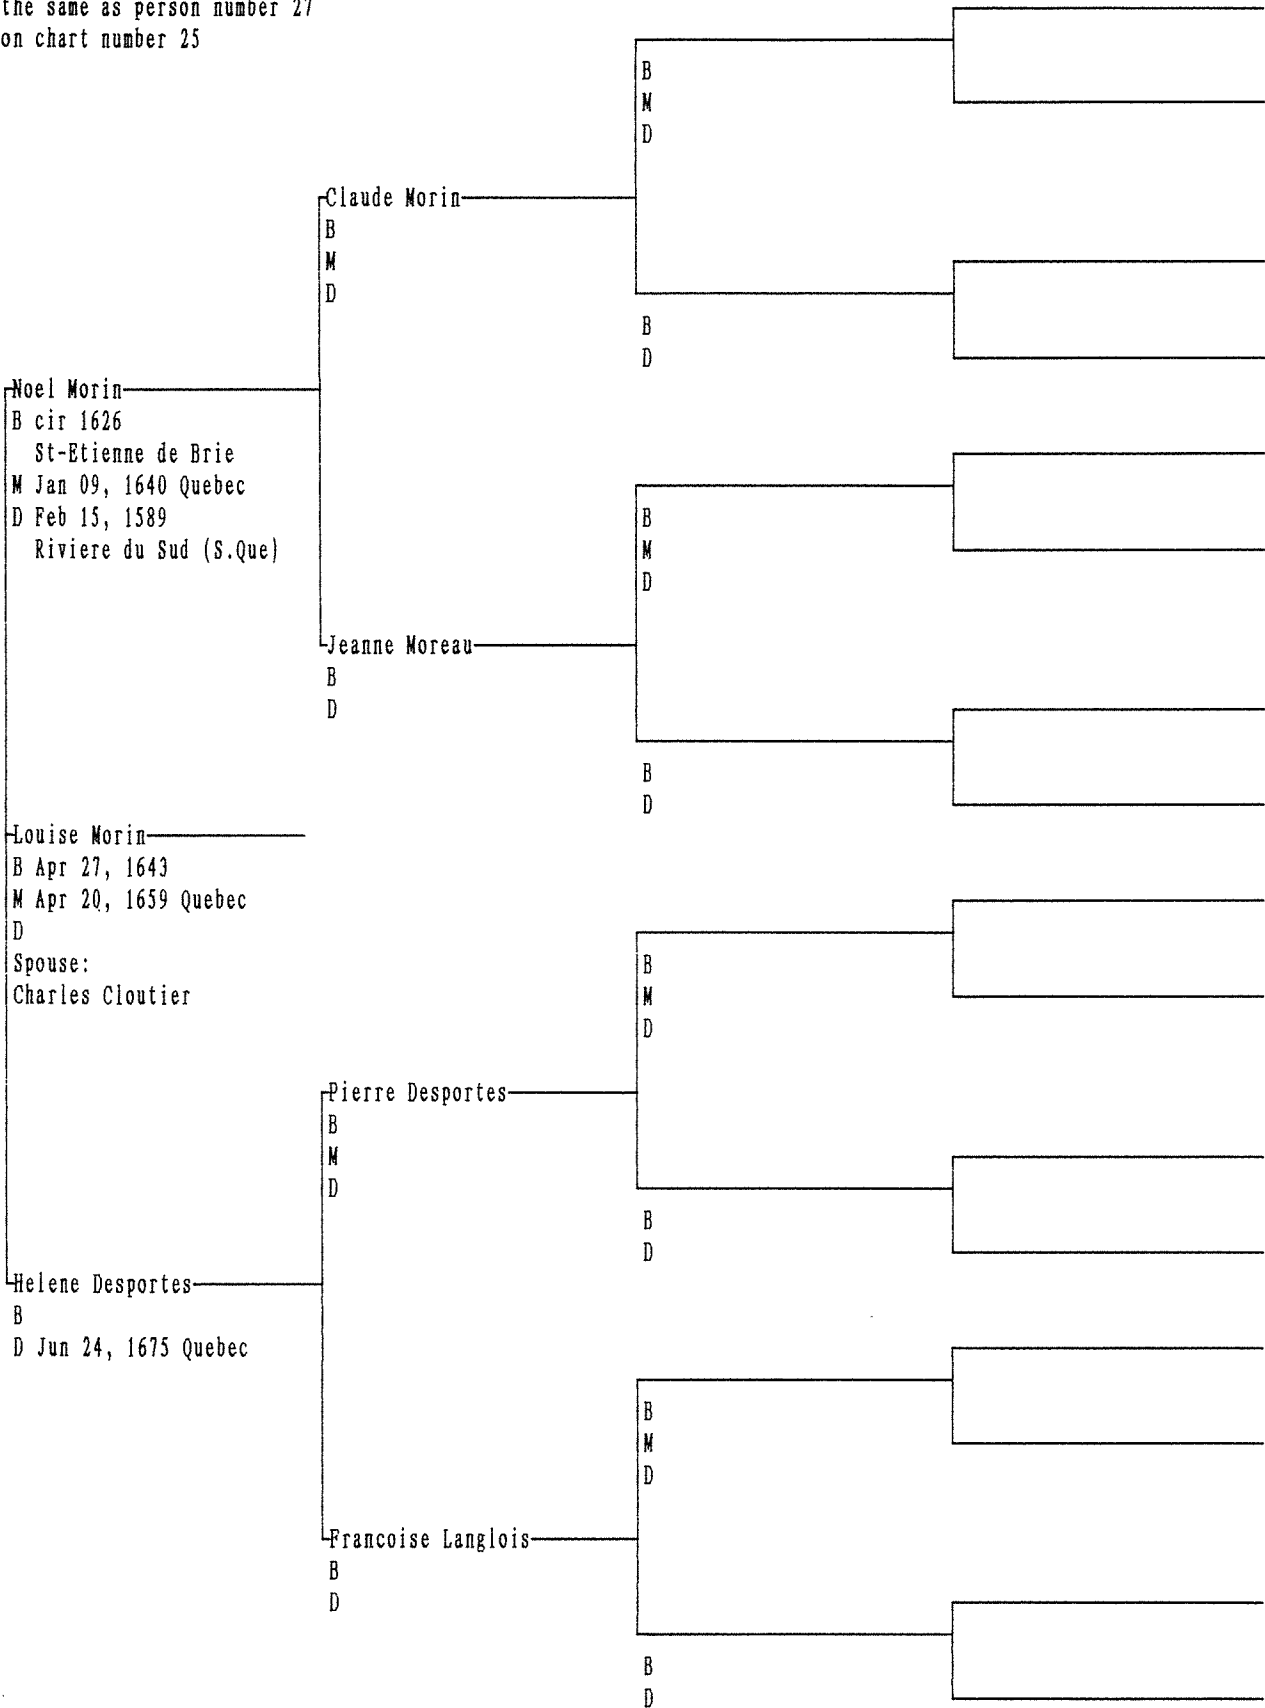 the same as person number 27
on chart number 25
B
M
D
Claude Morin
B
M
D
B
D
Noel Morin
B cir 1626
St-Etienne de Brie
M Jan 09, 1640 Quebec
D Feb 15, 1589
Riviere du Sud (S.Que)
B
M
D
Jeanne Moreau
B
D
B
D
Louise Morin
B Apr 27, 1643
M Apr 20, 1659 Quebec
D
Spouse:
Charles Cloutier
B
M
D
Pierre Desportes
B
M
D
B
D
Helene Desportes
B
D Jun 24, 1675 Quebec
B
M
D
Francoise Langlois
B
D
B
D